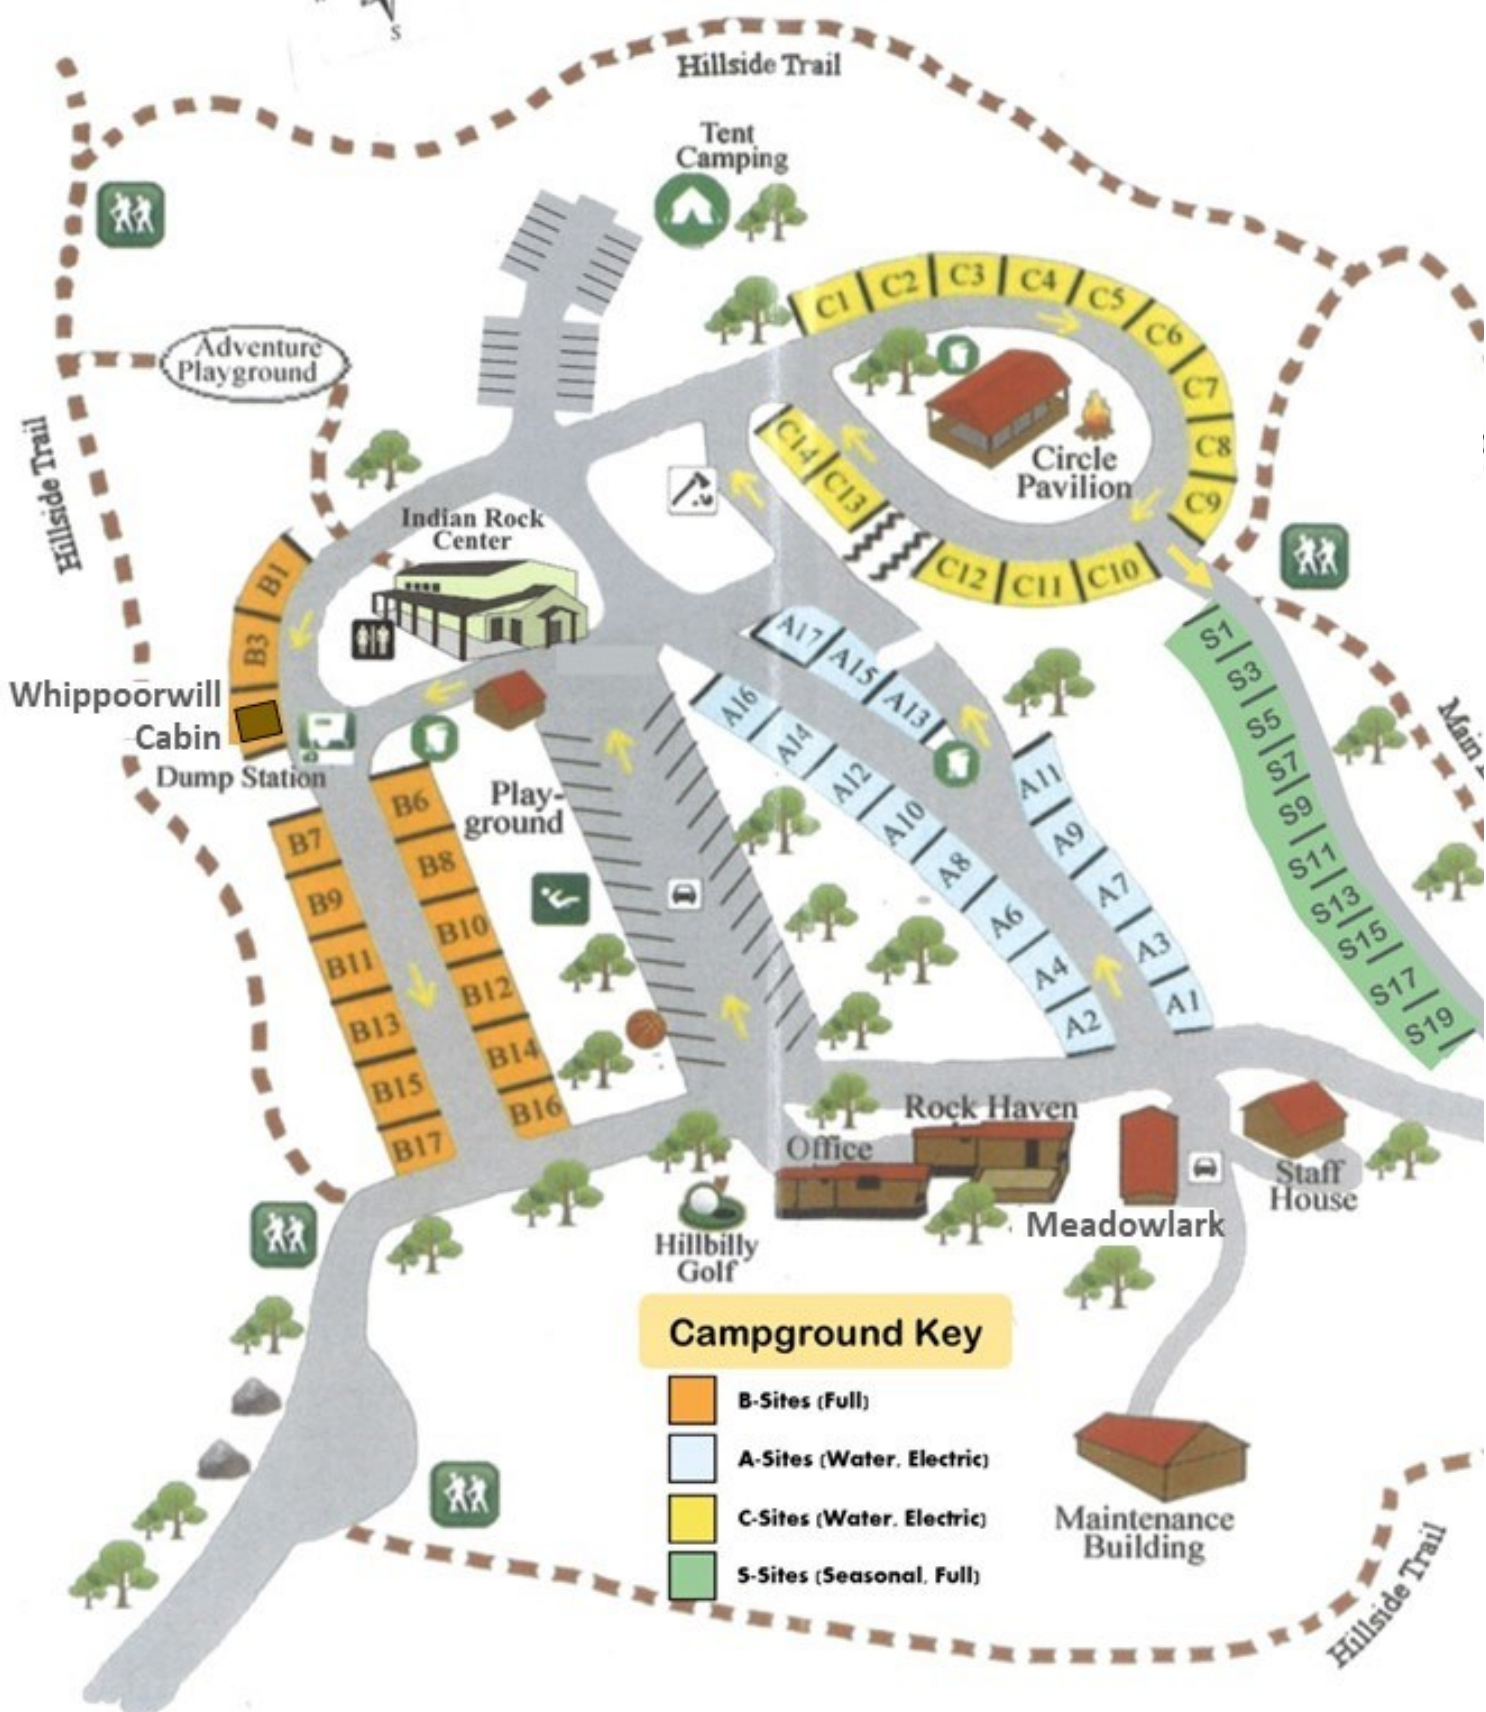 S
Hillside Trail
Tent
Camping
C1
C2
C3
C4
C5
C6
C7
C8
C9
C10
C11
C12
C13
C14
Circle
Pavilion
Adventure
Playground
Hillside Trail
Indian Rock
Center
B1
B3
Whippoorwill
Cabin
Dump Station
B6
B7
B8
B9
B10
B11
B12
B13
B14
B15
B16
B17
Play-
ground
A17
A15
A13
A16
A14
A12
A10
A8
A6
A4
A2
A11
A9
A7
A3
A1
S1
S3
S5
S7
S9
S11
S13
S15
S17
S19
Main
Rock Haven
Office
Meadowlark
Staff
House
Hillbilly
Golf
Campground Key
B-Sites (Full)
A-Sites (Water, Electric)
C-Sites (Water, Electric)
S-Sites (Seasonal, Full)
Maintenance
Building
Hillside Trail